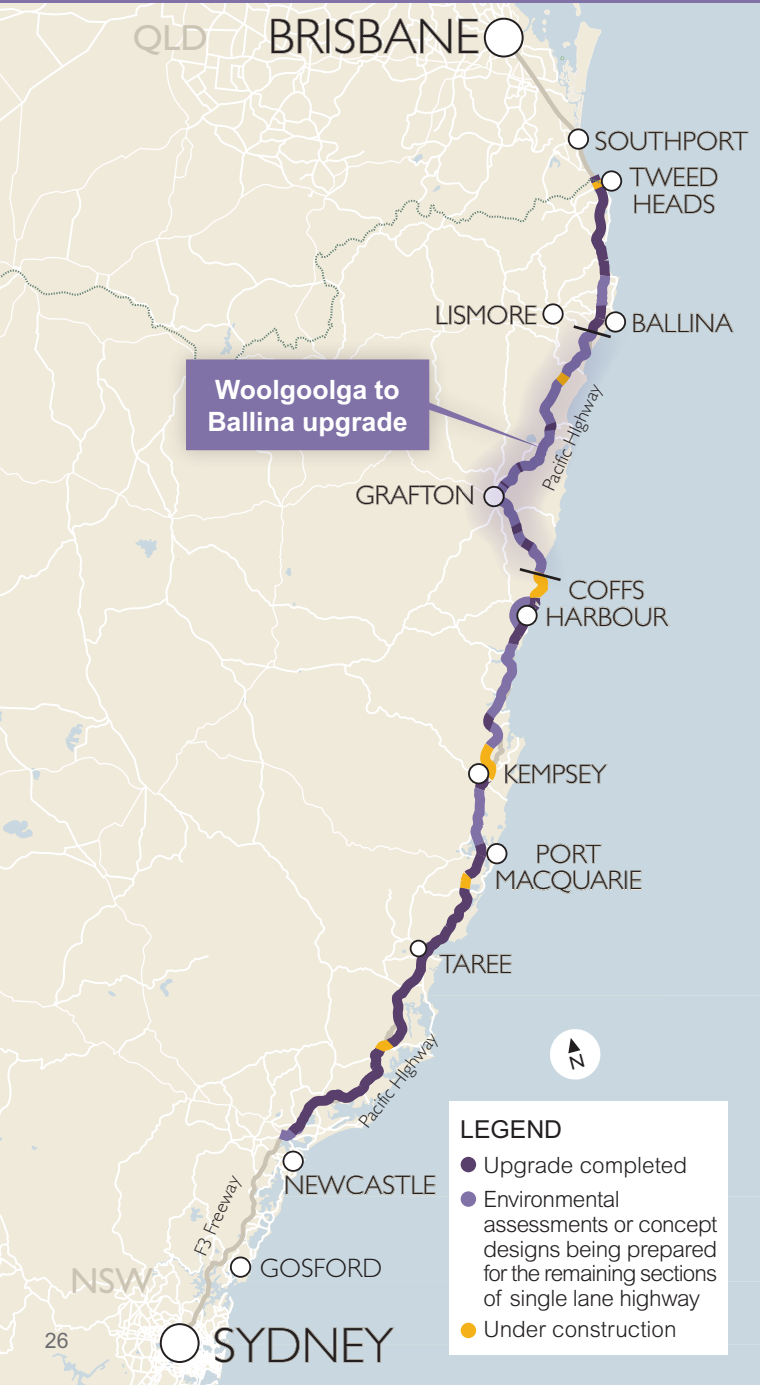 QLD
BRISBANE
SOUTHPORT
TWEED
HEADS
LISMORE
BALLINA
Woolgoolga to
Ballina upgrade
Pacific HIghway
GRAFTON
COFFS
HARBOUR
KEMPSEY
PORT
MACQUARIE
TAREE
N
Pacific HIghway
LEGEND
Upgrade completed
Environmental
assessments or concept
designs being prepared
for the remaining sections
of single lane highway
Under construction
NEWCASTLE
F3 Freeway
GOSFORD
NSW
26
SYDNEY